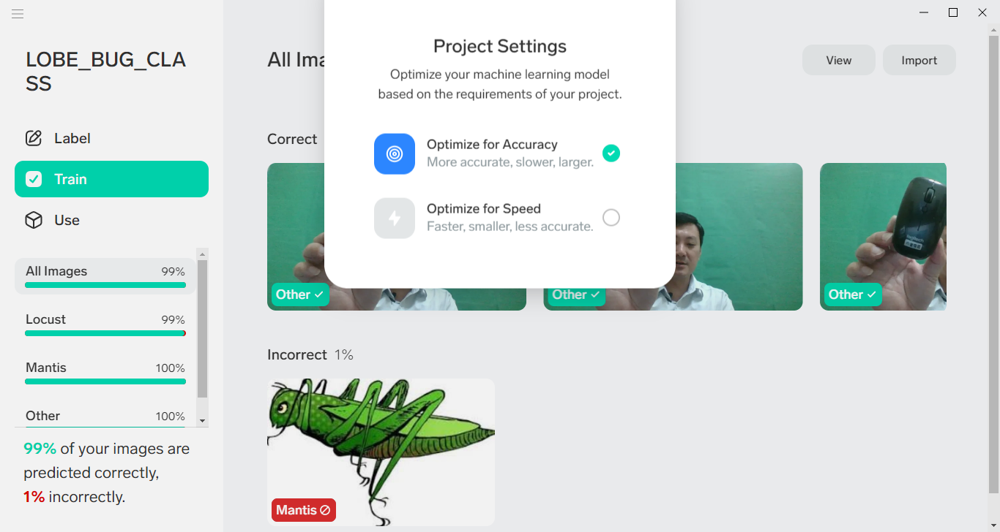 LOBE_BUG_CLA
SS
Label
Train
Use
All Images 99%
Locust 99%
Mantis 100%
Other 100%
99% of your images are
predicted correctly,
1% incorrectly.
All Ima
View
Import
Project Settings
Optimize your machine learning model
based on the requirements of your project.
Optimize for Accuracy
More accurate, slower, larger.
Optimize for Speed
Faster, smaller, less accurate.
Correct
Other
Other
Other
Incorrect 1%
Mantis